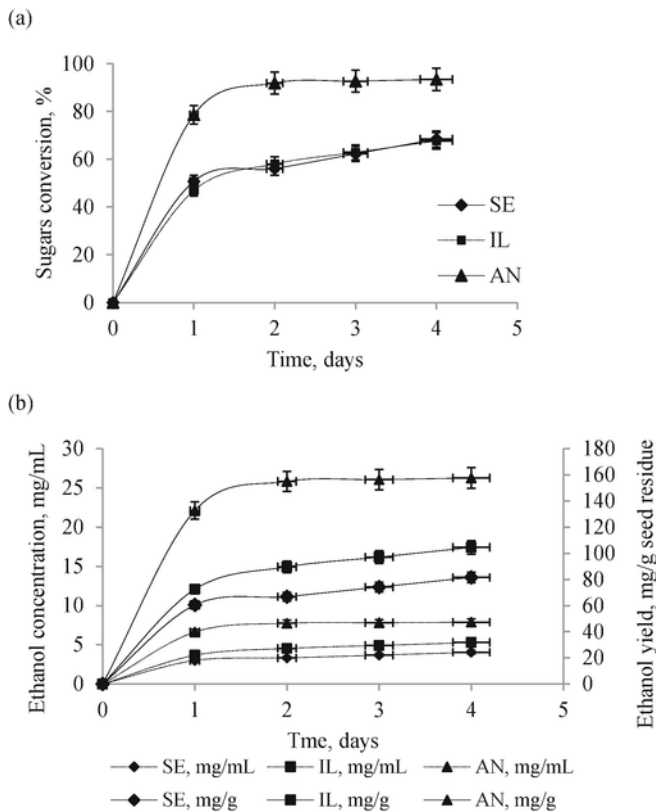 (a)
100
80
60
40
20
0
Sugars conversion, %
SE
IL
AN
0 1 2 3 4 5
Time, days
(b)
30 180
25 160
20 140
15 120
10 100
5 80
0 60
40
20
0
Ethanol concentration, mg/mL
Ethanol yield, mg/g seed residue
0 1 2 3 4 5
Tme, days
SE, mg/mL IL, mg/mL AN, mg/mL
SE, mg/g IL, mg/g AN, mg/g